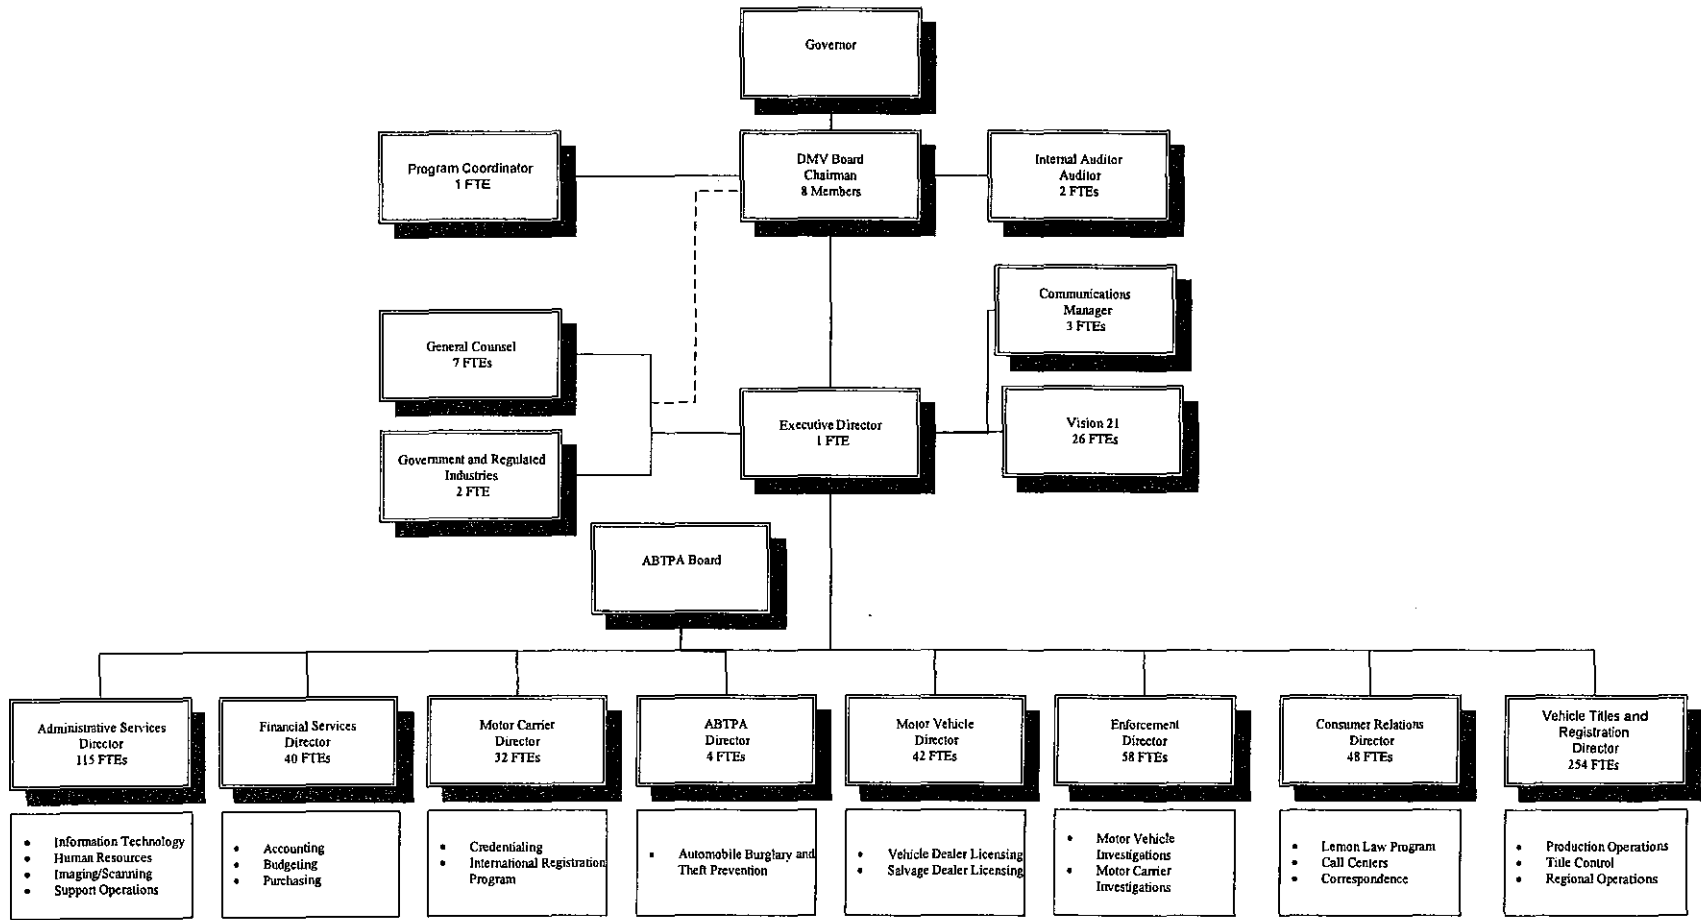 Governor
Program Coordinator
1 FTE
DMV Board
Chairman
8 Members
Internal Auditor
Auditor
2 FTEs
Communications
Manager
3 FTEs
General Counsel
7 FTEs
Executive Director
1 FTE
Vision 21
26 FTEs
Government and Regulated
Industries
2 FTE
ABTPA Board
Administrative Services
Director
115 FTEs
Financial Services
Director
40 FTEs
Motor Carrier
Director
32 FTEs
ABTPA
Director
4 FTEs
Motor Vehicle
Director
42 FTEs
Enforcement
Director
58 FTEs
Consumer Relations
Director
48 FTEs
Vehicle Titles and
Registration
Director
254 FTEs
• Information Technology
• Human Resources
• Imaging/Scanning
• Support Operations
• Accounting
• Budgeting
• Purchasing
• Credentialing
• International Registration
Program
• Automobile Burglary and
Theft Prevention
• Vehicle Dealer Licensing
• Salvage Dealer Licensing
• Motor Vehicle
Investigations
• Motor Carrier
Investigations
• Lemon Law Program
• Call Centers
• Correspondence
• Production Operations
• Title Control
• Regional Operations